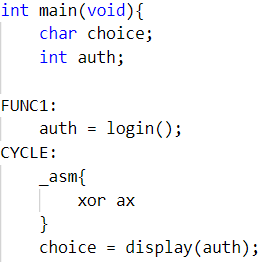 int main(void){
    char choice;
    int auth;

FUNC1:
    auth = login();
CYCLE:
    _asm{
        xor ax
    }
    choice = display(auth);